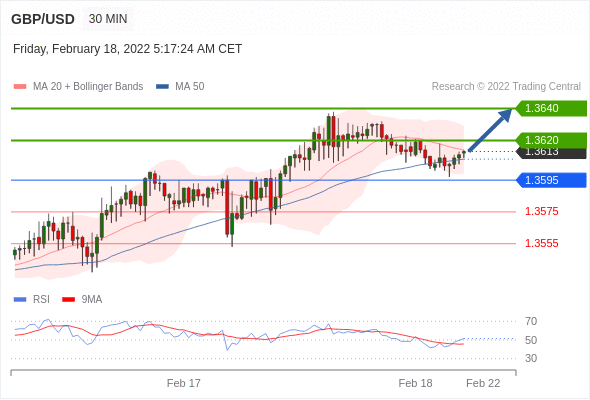 GBP/USD 30 MIN
Friday, February 18, 2022 5:17:24 AM CET
MA 20 + Bollinger Bands MA 50 Research © 2022 Trading Central
1.3640
1.3620
1.3613
1.3595
1.3575
1.3555
RSI 9MA
70
50
30
Feb 17 Feb 18 Feb 22